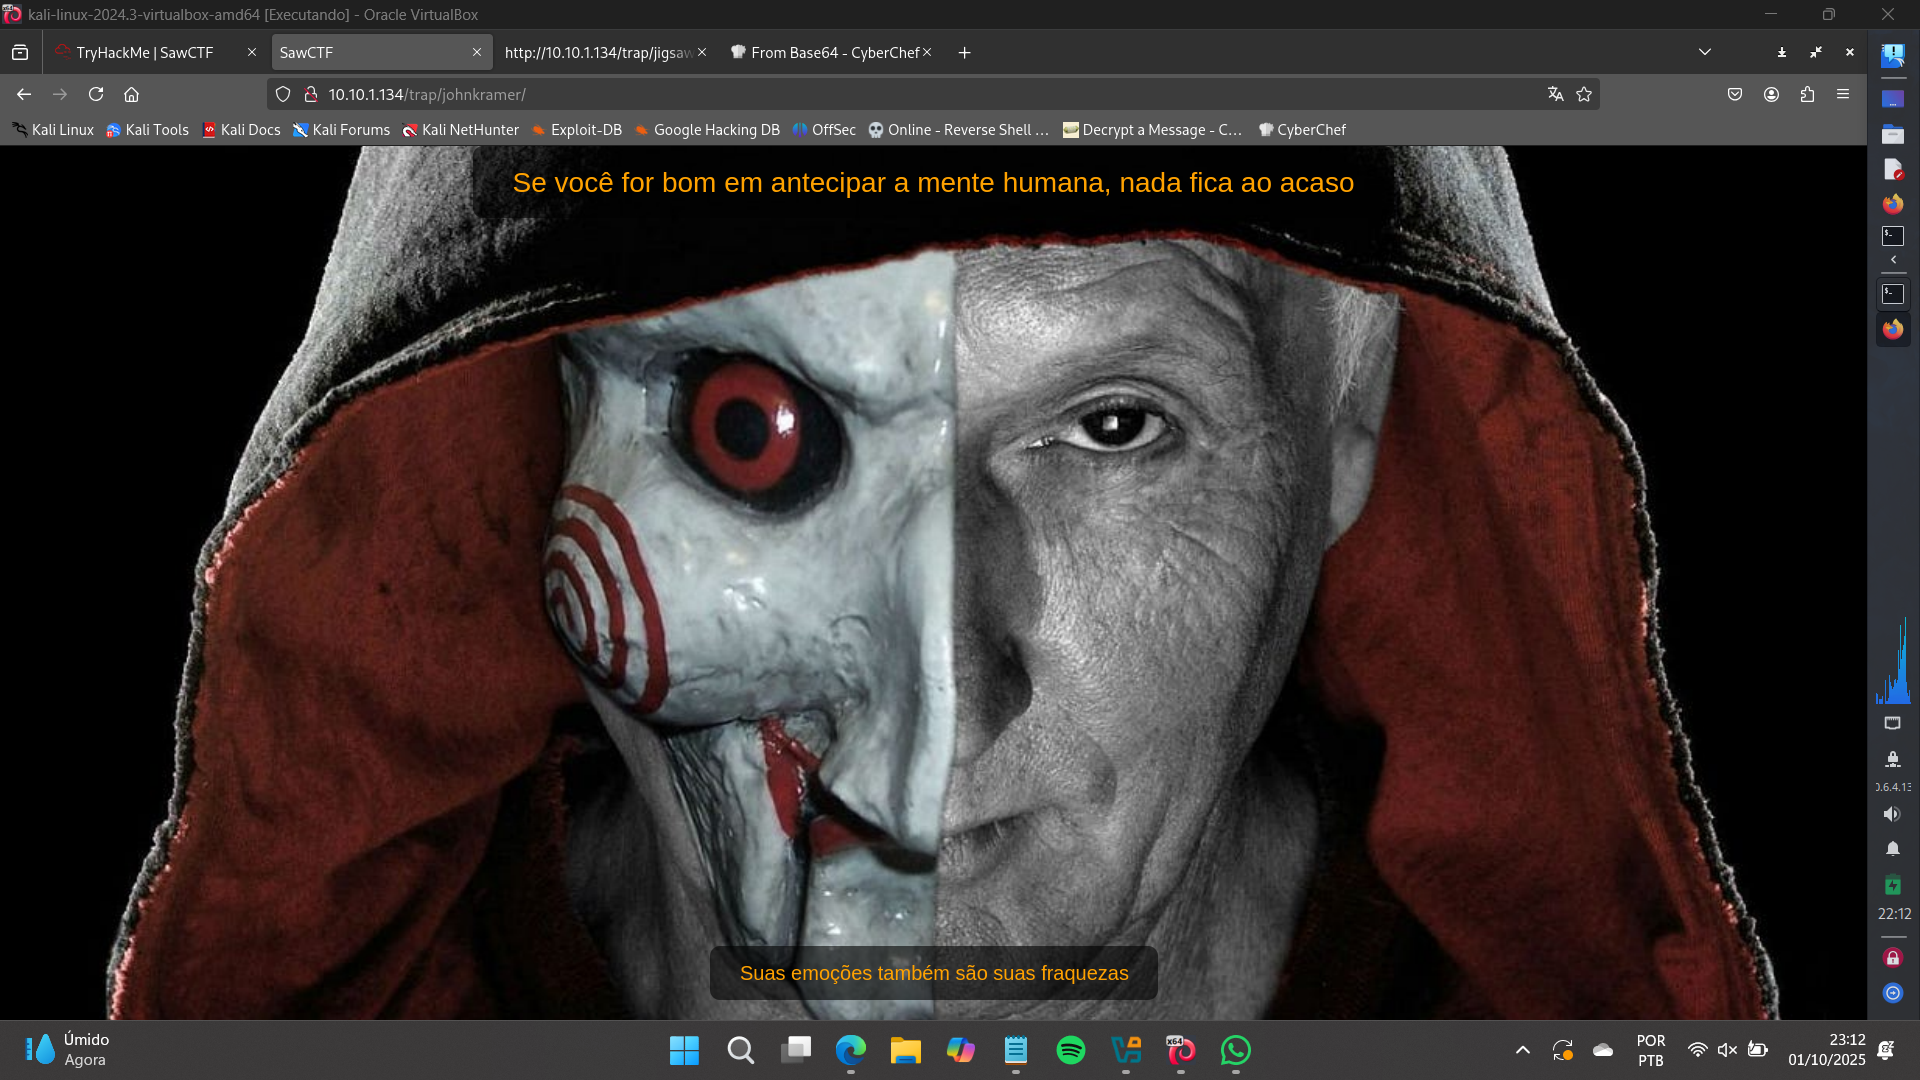 kali-linux-2024.3-virtualbox-amd64 [Executando] - Oracle VirtualBox
TryHackMe | SawCTF
SawCTF
http://10.10.1.134/trap/jigsaw
From Base64 - CyberChef
10.10.1.134/trap/johnkramer/
Kali Linux
Kali Tools
Kali Docs
Kali Forums
Kali NetHunter
Exploit-DB
Google Hacking DB
OffSec
Online - Reverse Shell ...
Decrypt a Message - C...
CyberChef
Se você for bom em antecipar a mente humana, nada fica ao acaso
Suas emoções também são suas fraquezas
0.6.4.13
22:12
Úmido
Agora
x64
POR
PTB
23:12
01/10/2025